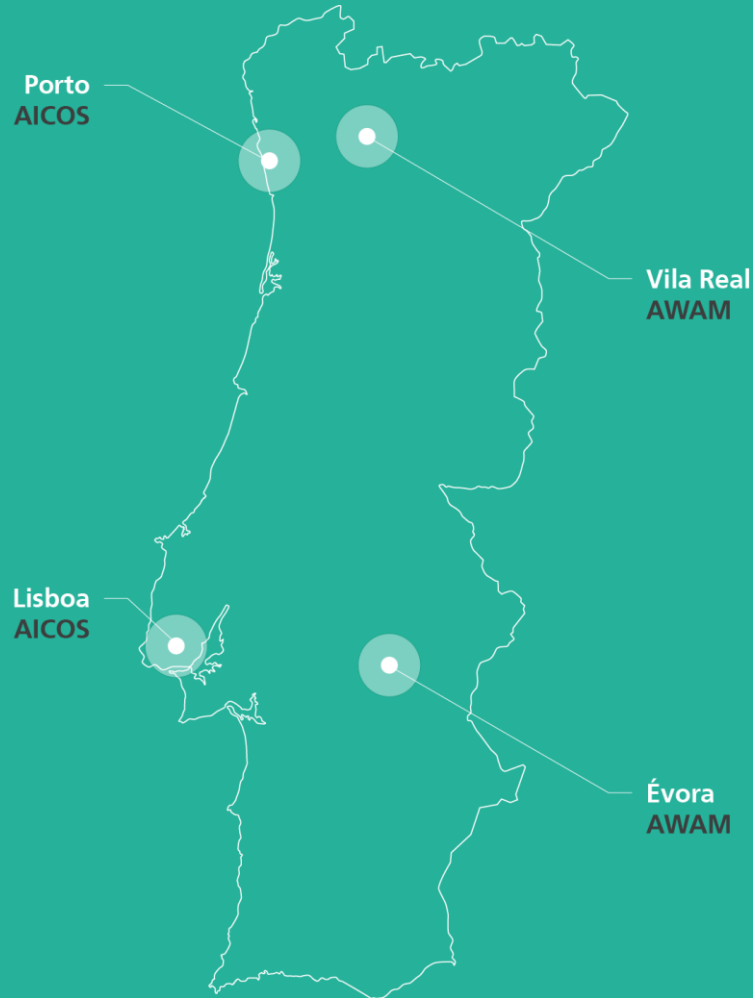 Porto
AICOS
Vila Real
AWAM
Lisboa
AICOS
Évora
AWAM